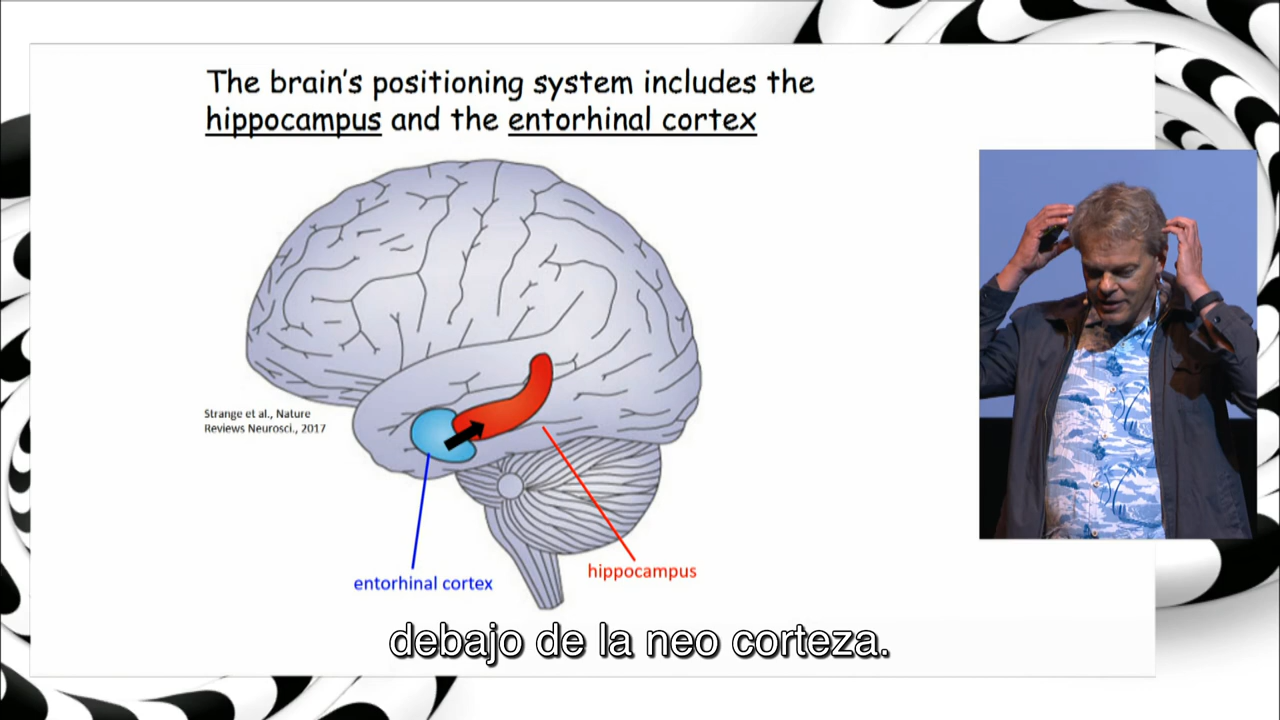 The brain's positioning system includes the
hippocampus and the entorhinal cortex
Strange et al., Nature
Reviews Neurosci., 2017
entorhinal cortex
hippocampus
debajo de la neo corteza.